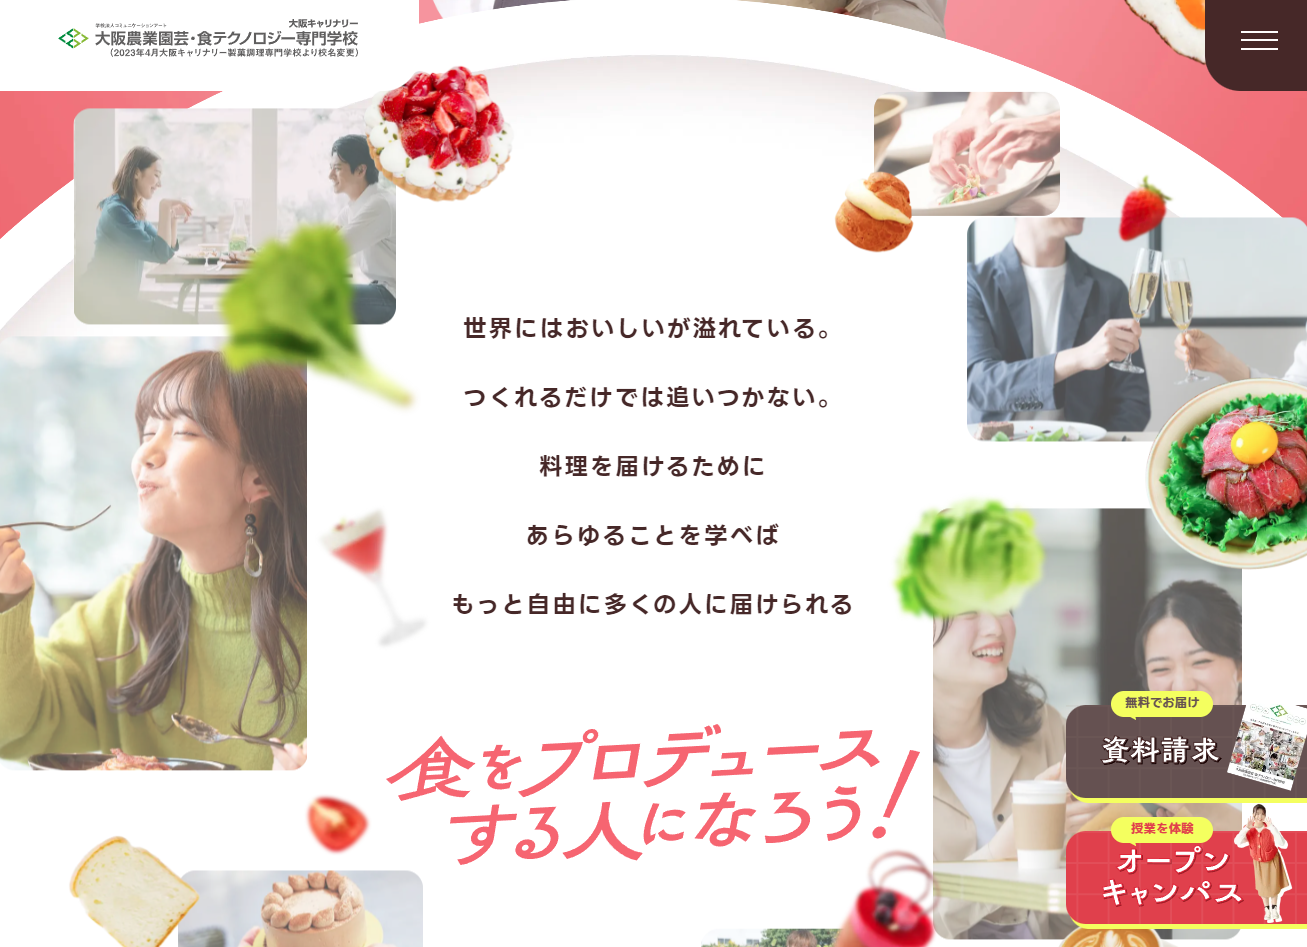 学校法人コミュニケーションアート
大阪キャリナリー
大阪農業園芸・食テクノロジー専門学校
(2023年4月大阪キャリナリー製菓調理専門学校より校名変更)
世界にはおいしいが溢れている。
つくれるだけでは追いつかない。
料理を届けるために
あらゆることを学べば
もっと自由に多くの人に届けられる
食をプロデュース
する人になろう!
無料でお届け
資料請求
授業を体験
オープン
キャンパス